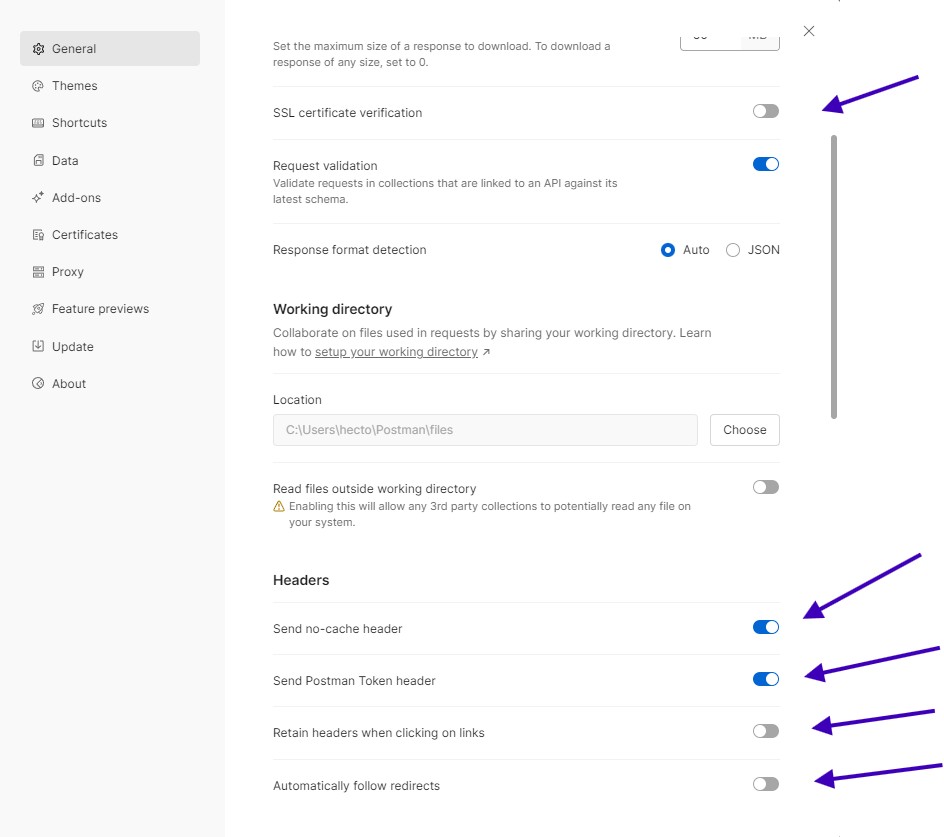 General
Themes
Shortcuts
Data
Add-ons
Certificates
Proxy
Feature previews
Update
About
Set the maximum size of a response to download. To download a
response of any size, set to 0.
SSL certificate verification
Request validation
Validate requests in collections that are linked to an API against its
latest schema.
Response format detection
Auto
JSON
Working directory
Collaborate on files used in requests by sharing your working directory. Learn
how to setup your working directory ↗
Location
C:\Users\hecto\Postman\files
Choose
Read files outside working directory
Enabling this will allow any 3rd party collections to potentially read any file on
your system.
Headers
Send no-cache header
Send Postman Token header
Retain headers when clicking on links
Automatically follow redirects